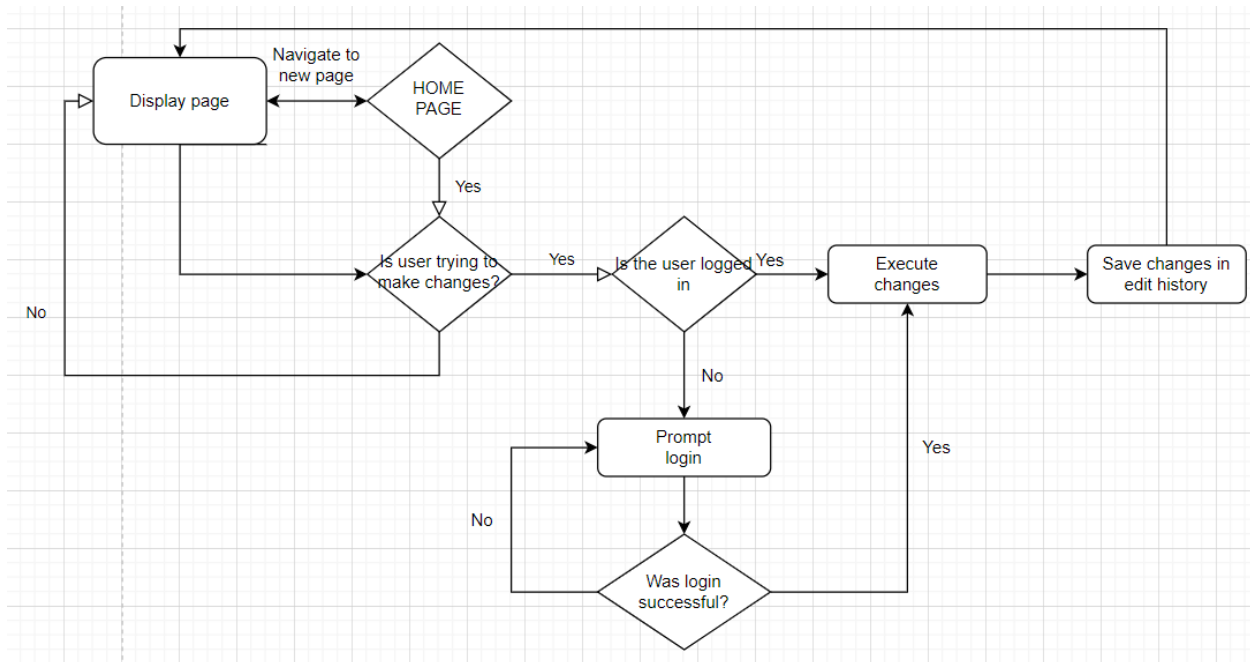 Navigate to
new page
Display page
HOME
PAGE
Yes
Is user trying to
make changes?
Yes
Is the user logged
in
Yes
Execute
changes
Save changes in
edit history
No
No
Prompt
login
Yes
No
Was login
successful?